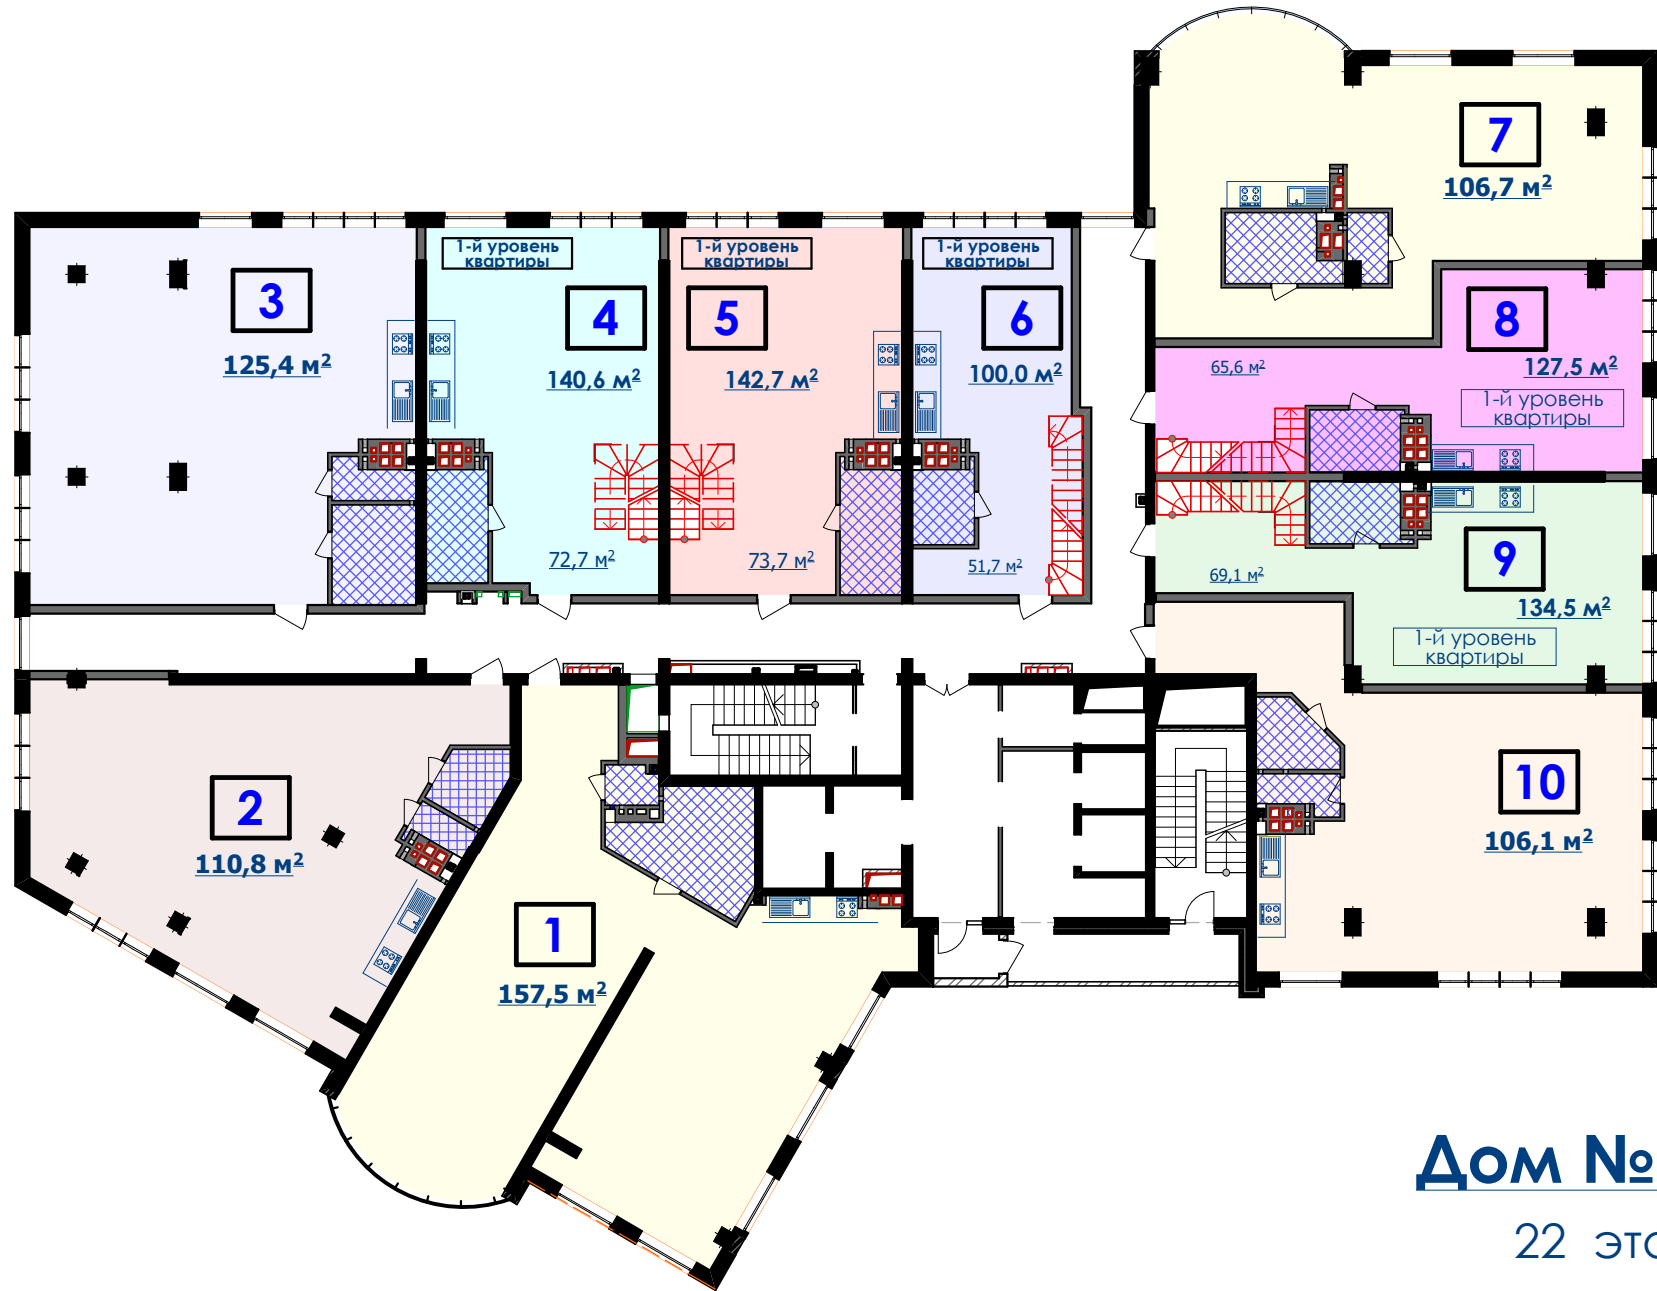 7
106,7 м²
1-й уровень
квартиры
1-й уровень
квартиры
1-й уровень
квартиры
3
125,4 м²
4
140,6 м²
5
142,7 м²
6
100,0 м²
8
65,6 м²
127,5 м²
1-й уровень
квартиры
72,7 м²
73,7 м²
51,7 м²
9
69,1 м²
134,5 м²
1-й уровень
квартиры
2
110,8 м²
10
106,1 м²
1
157,5 м²
Дом №
22